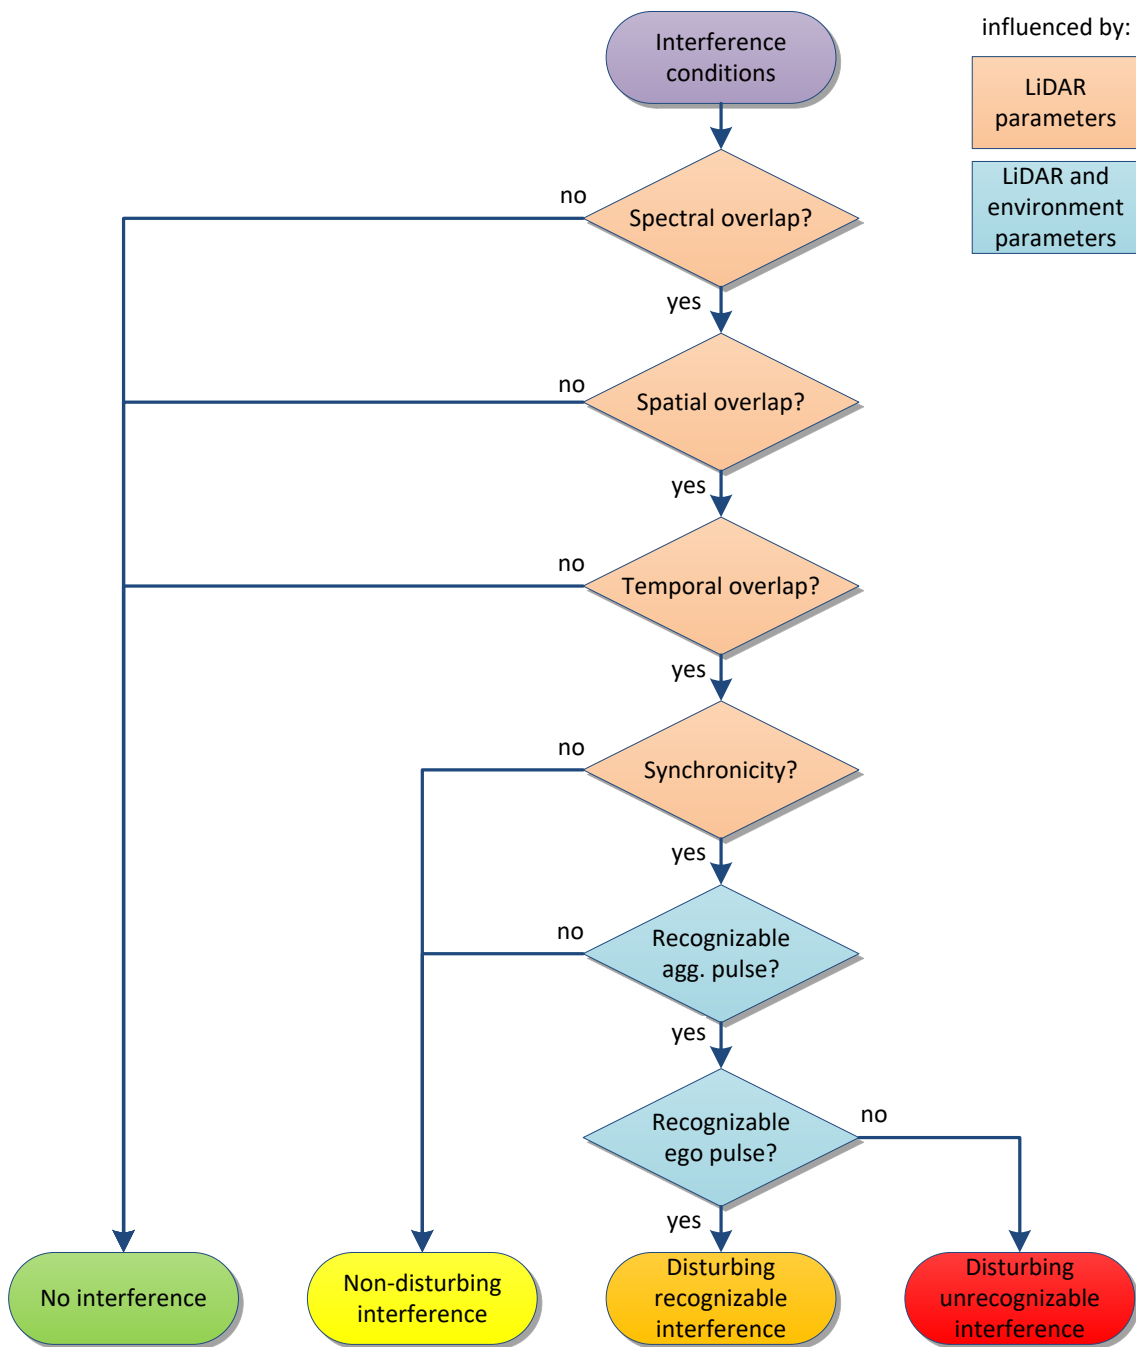 Interference
conditions
influenced by:
LiDAR
parameters
LiDAR and
environment
parameters
no
Spectral overlap?
yes
no
Spatial overlap?
yes
no
Temporal overlap?
yes
no
Synchronicity?
yes
no
Recognizable
agg. pulse?
yes
Recognizable
ego pulse?
no
yes
No interference
Non-disturbing
interference
Disturbing
recognizable
interference
Disturbing
unrecognizable
interference